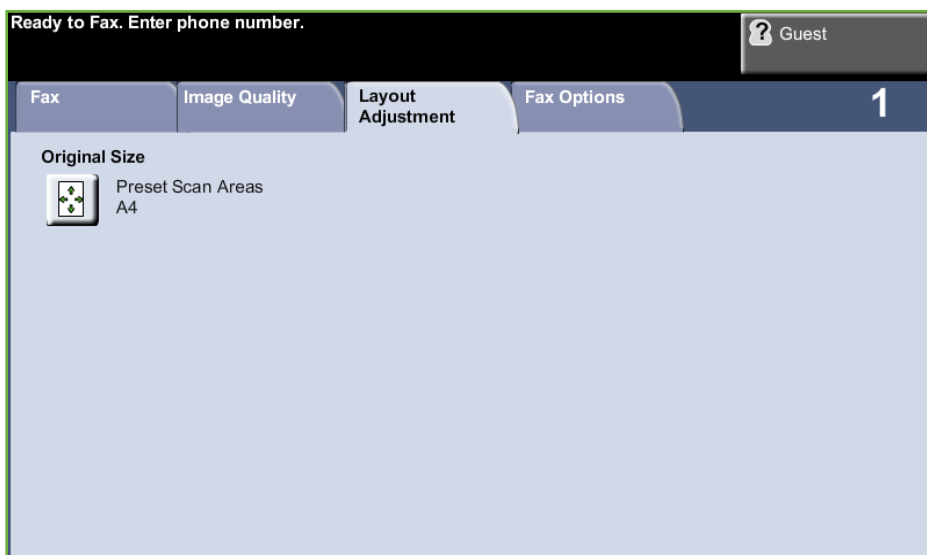 Ready to Fax. Enter phone number.
Guest
Fax
Image Quality
Layout
Adjustment
Fax Options
1
Original Size
Preset Scan Areas
A4